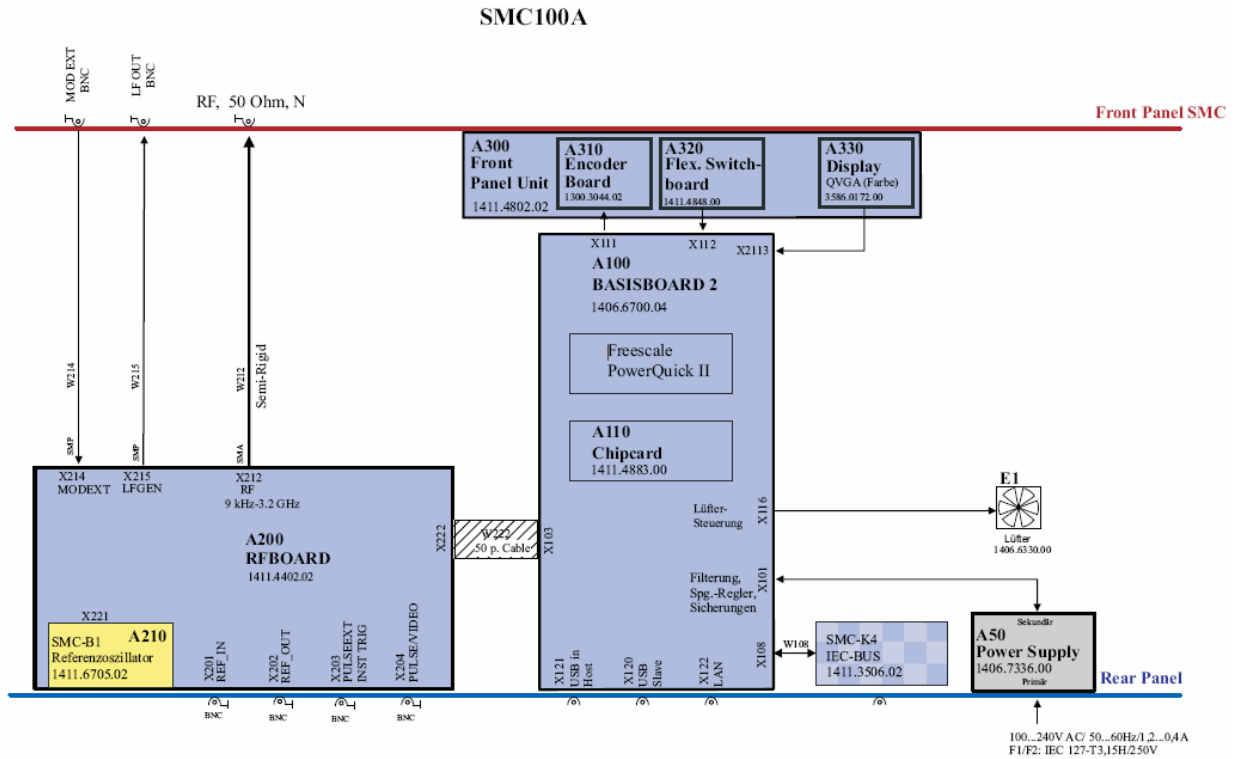 SMC100A
MOD EXT
BNC
LF OUT
BNC
RF, 50 Ohm, N
Front Panel SMC
A300
Front
Panel Unit
1411.4802.02
A310
Encoder
Board
1300.3044.02
A320
Flex. Switch-
board
1411.4848.00
A330
Display
QVGA (Farbe)
3586.0172.00
X111
X112
X2113
A100
BASISBOARD 2
1406.6700.04
Freescale
PowerQuick II
A110
Chipcard
1411.4883.00
W214
W215
W212
Semi-Rigid
SMP
SMP
SMA
X214
MODEXT
X215
LFGEN
X212
RF
9 kHz-3.2 GHz
A200
RFBOARD
1411.4402.02
X222
W222
50 p. Cable
X103
Lüfter-
Steuerung
X116
E1
Lüfter
1406.6330.00
Filterung,
Spg.-Regler,
Sicherungen
X101
X221
SMC-B1
A210
Referenzoszillator
1411.6705.02
X201
REF_IN
X202
REF_OUT
X203
PULSEEXT
INST TRIG
X204
PULSE/VIDEO
X121
USB in
Host
X120
USB
Slave
X122
LAN
X108
W108
SMC-K4
IEC-BUS
1411.3506.02
Sekundär
A50
Power Supply
1406.7336.00
Primär
Rear Panel
BNC
BNC
BNC
BNC
100...240V AC/ 50...60Hz/1,2...0,4A
F1/F2: IEC 127-T3,15H/250V